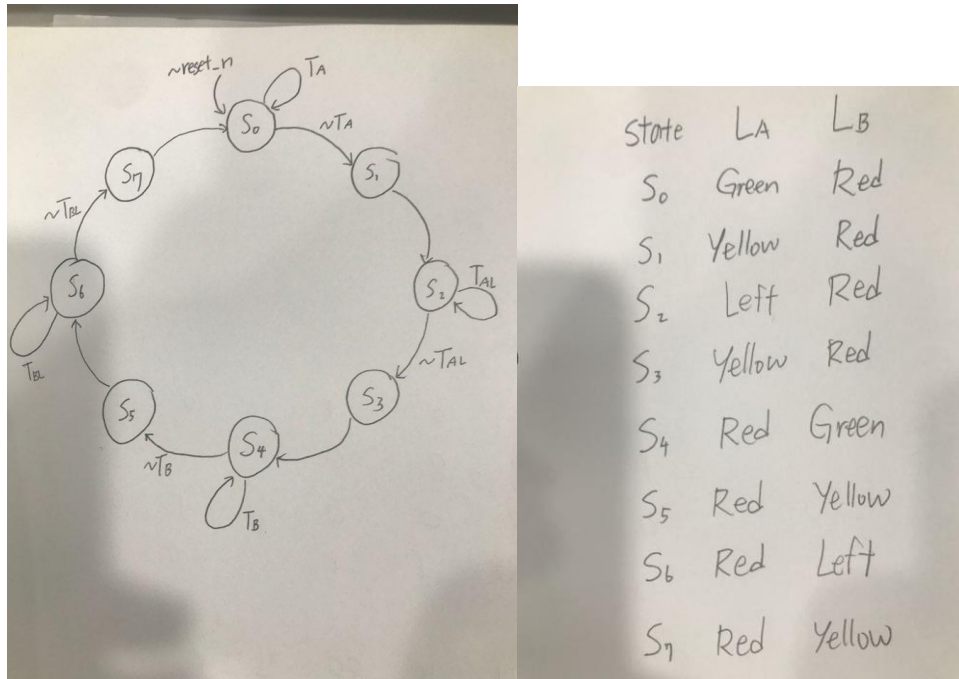 ~reset_n
TA
S0
~TA
S1
S7
~TBL
S6
TBL
S2
TAL
~TAL
S3
S5
S4
~TB
TB
State LA LB
S0 Green Red
S1 Yellow Red
S2 Left Red
S3 Yellow Red
S4 Red Green
S5 Red Yellow
S6 Red Left
S7 Red Yellow